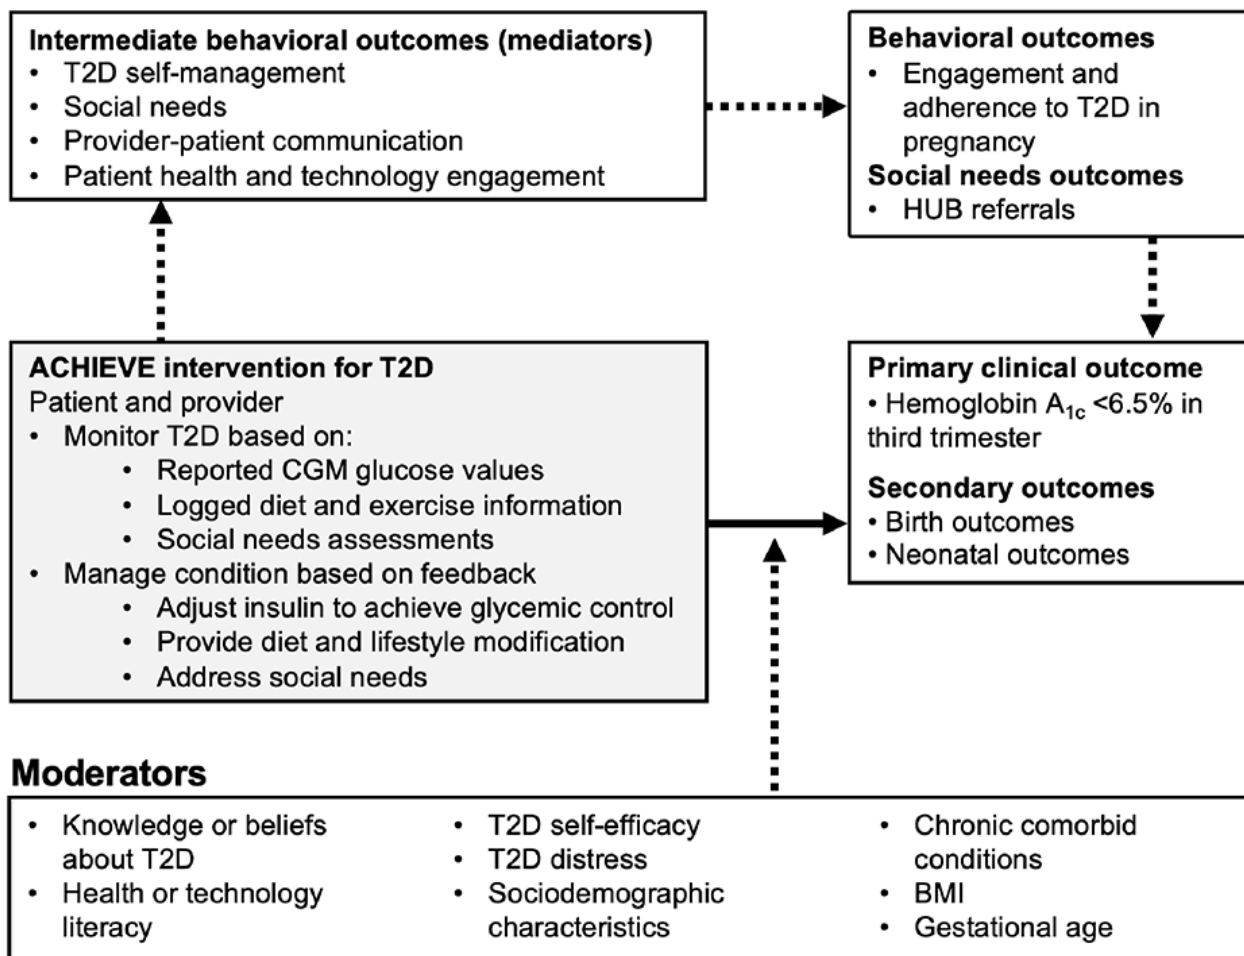 Intermediate behavioral outcomes (mediators)
• T2D self-management
• Social needs
• Provider-patient communication
• Patient health and technology engagement
Behavioral outcomes
• Engagement and
adherence to T2D in
pregnancy
Social needs outcomes
• HUB referrals
ACHIEVE intervention for T2D
Patient and provider
• Monitor T2D based on:
• Reported CGM glucose values
• Logged diet and exercise information
• Social needs assessments
• Manage condition based on feedback
• Adjust insulin to achieve glycemic control
• Provide diet and lifestyle modification
• Address social needs
Primary clinical outcome
• Hemoglobin A1c <6.5% in
third trimester
Secondary outcomes
• Birth outcomes
• Neonatal outcomes
Moderators
• Knowledge or beliefs
about T2D
• Health or technology
literacy
• T2D self-efficacy
• T2D distress
• Sociodemographic
characteristics
• Chronic comorbid
conditions
• BMI
• Gestational age